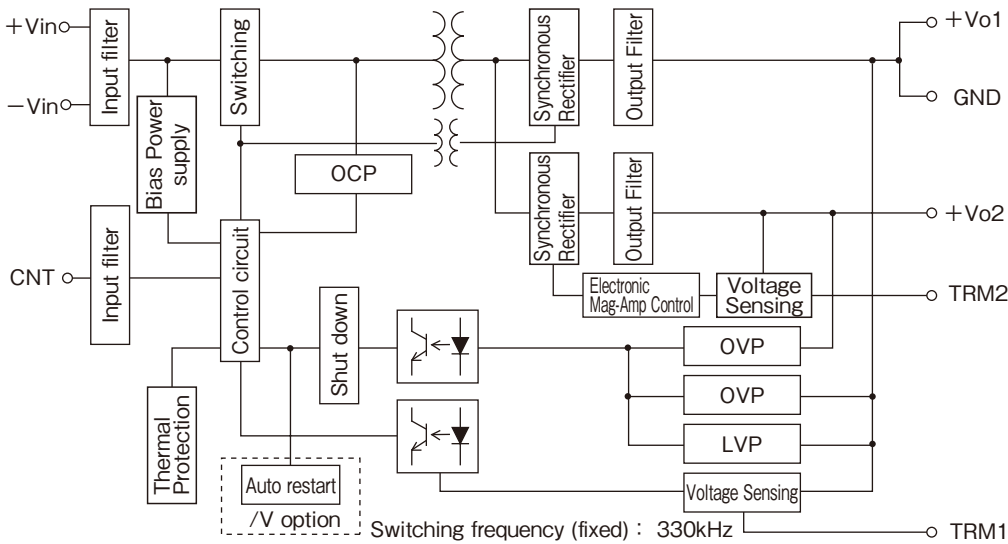 +Vin
Input filter
Switching
Synchronous
Rectifier
Output Filter
+Vo1
-Vin
GND
Bias Power
supply
OCP
Synchronous
Rectifier
Output Filter
+Vo2
CNT
Input filter
Control circuit
Electronic
Mag-Amp Control
Voltage
Sensing
TRM2
Shut down
OVP
OVP
LVP
Thermal
Protection
Auto restart
/V option
Voltage Sensing
Switching frequency (fixed) : 330kHz
TRM1